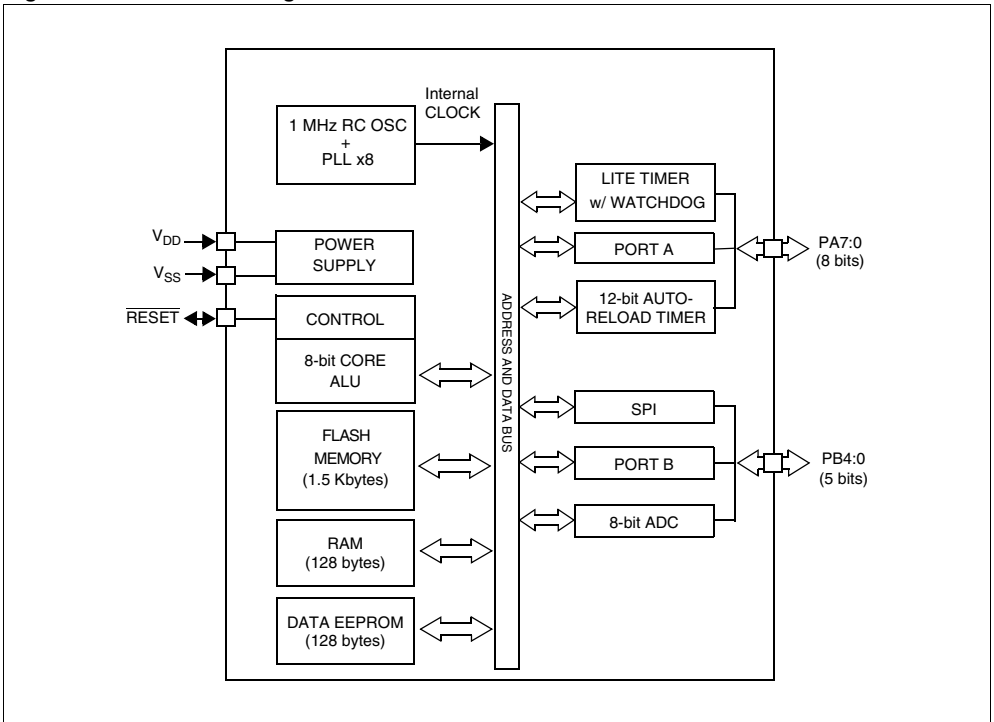 Internal
CLOCK
1 MHz RC OSC
+
PLL x8
LITE TIMER
w/ WATCHDOG
VDD
VSS
POWER
SUPPLY
PORT A
PA7:0
(8 bits)
RESET
CONTROL
12-bit AUTO-
RELOAD TIMER
ADDRESS AND DATA BUS
8-bit CORE
ALU
SPI
FLASH
MEMORY
(1.5 Kbytes)
PORT B
PB4:0
(5 bits)
8-bit ADC
RAM
(128 bytes)
DATA EEPROM
(128 bytes)